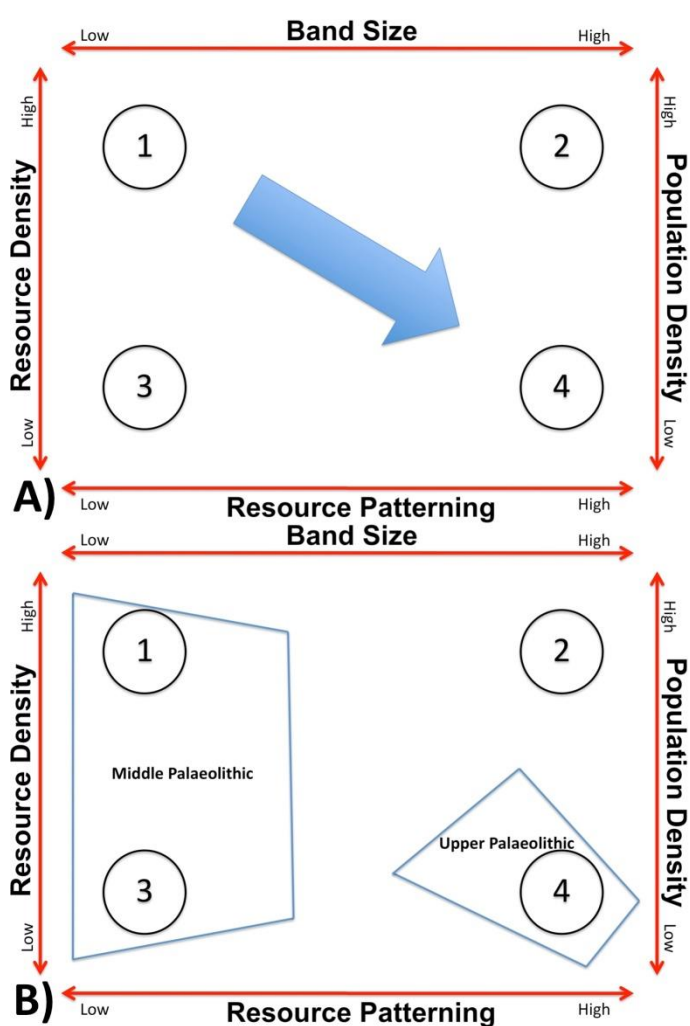 Band Size
Low
High
High
Resource Density
Low
High
Population Density
Low
1
2
3
4
A)
Low
Resource Patterning
High
Low
Band Size
High
High
Resource Density
Low
High
Population Density
Low
1
2
Middle Palaeolithic
Upper Palaeolithic
3
4
B)
Low
Resource Patterning
High